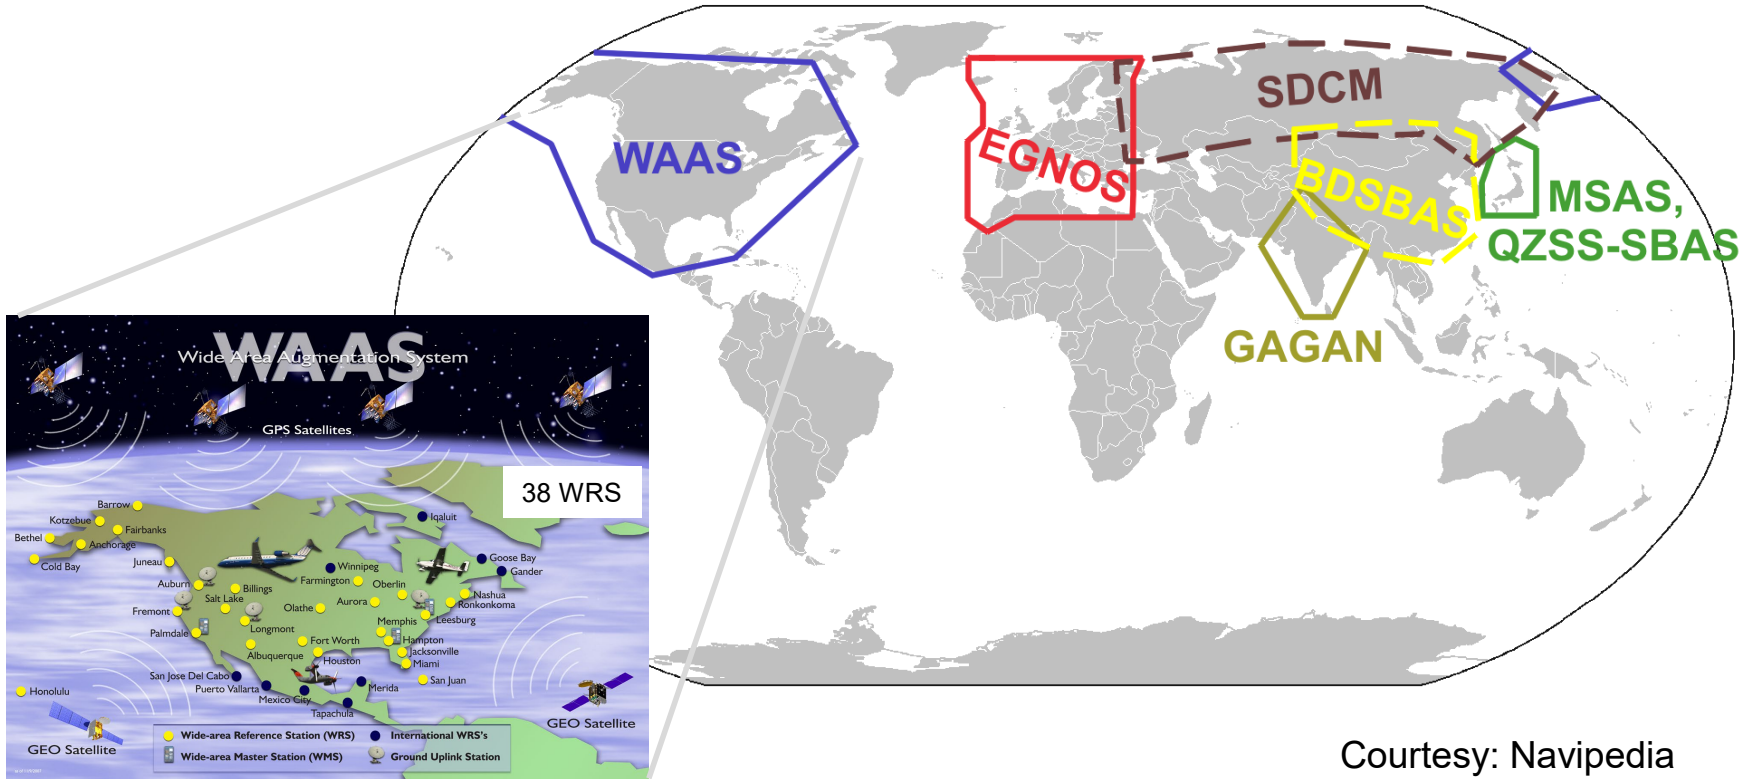 WAAS
EGNOS
SDCM
BDSBAS
MSAS,
QZSS-SBAS
GAGAN
WAAS
Wide Area Augmentation System
GPS Satellites
38 WRS
Barrow
Kotzebue
Fairbanks
Bethel
Anchorage
Cold Bay
Juneau
Iqaluit
Goose Bay
Gander
Winnipeg
Farmington
Oberlin
Auburn
Billings
Salt Lake
Nashua
Ronkonkoma
Fremont
Olathe
Aurora
Leesburg
Longmont
Memphis
Palmdale
Fort Worth
Hampton
Albuquerque
Jacksonville
Houston
Miami
San Jose Del Cabo
San Juan
Puerto Vallarta
Merida
Honolulu
Mexico City
Tapachula
GEO Satellite
GEO Satellite
Wide-area Reference Station (WRS)
International WRS's
Wide-area Master Station (WMS)
Ground Uplink Station
Courtesy: Navipedia